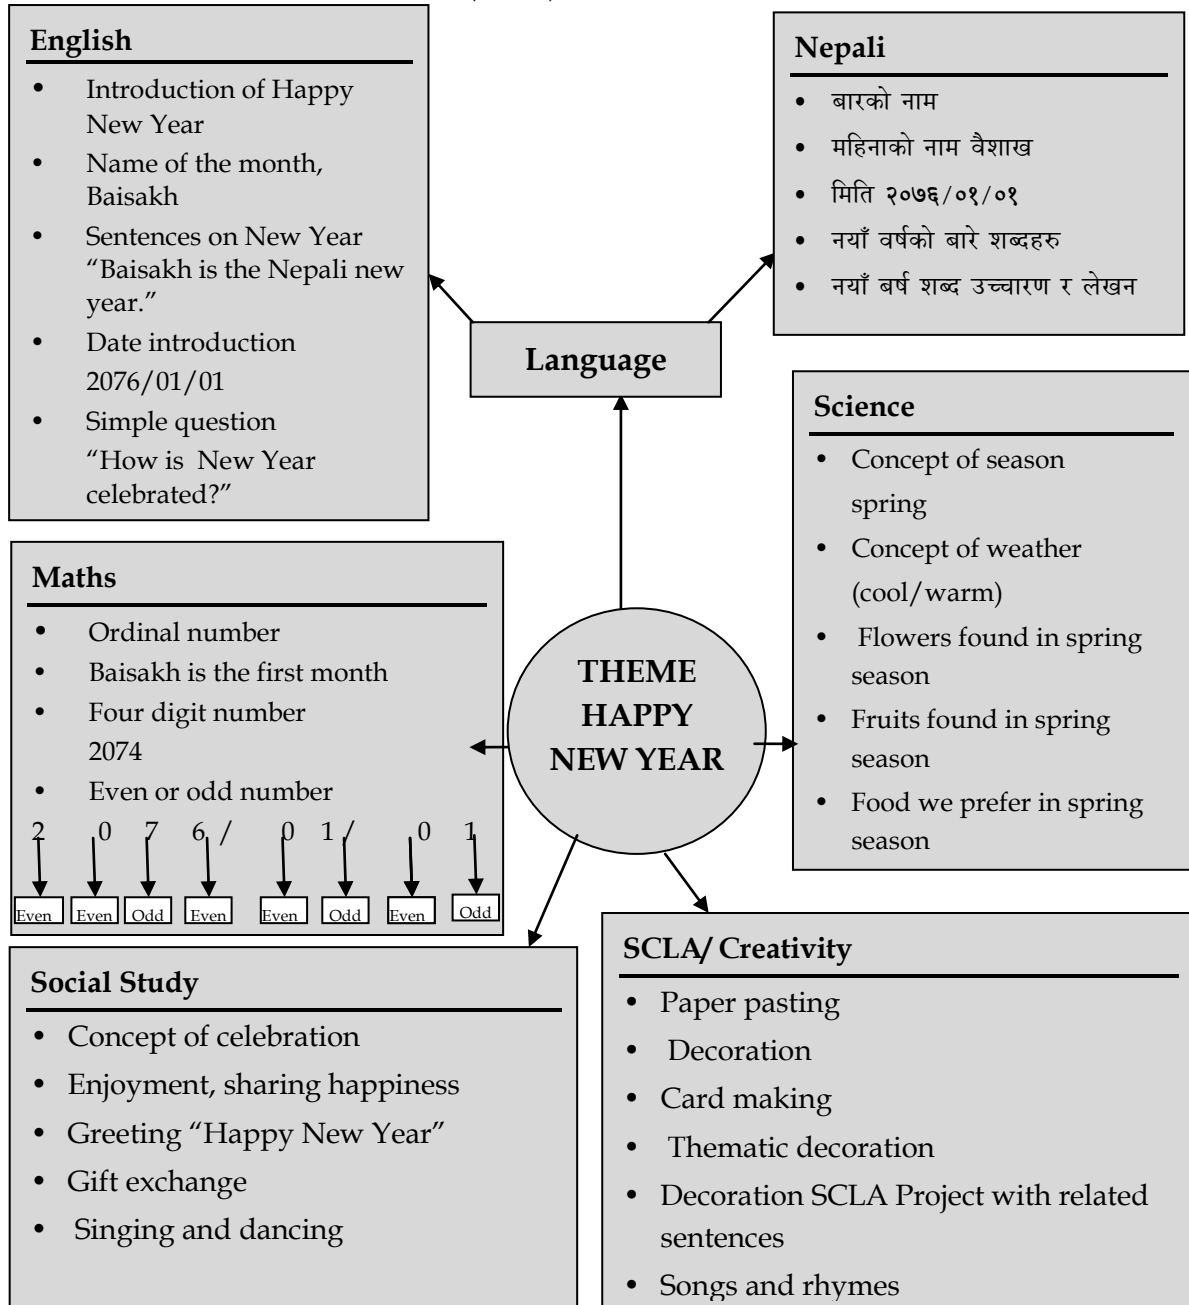 English
• Introduction of Happy
New Year
• Name of the month,
Baisakh
• Sentences on New Year
“Baisakh is the Nepali new
year.”
• Date introduction
2076/01/01
• Simple question
“How is New Year
celebrated?”
Nepali
• बारको नाम
• महिनाको नाम वैशाख
• मिति २०७६/०१/०१
• नयाँ वर्षको बारे शब्दहरु
• नयाँ बर्ष शब्द उच्चारण र लेखन
Language
Science
• Concept of season
spring
• Concept of weather
(cool/warm)
• Flowers found in spring
season
• Fruits found in spring
season
• Food we prefer in spring
season
Maths
• Ordinal number
• Baisakh is the first month
• Four digit number
2074
• Even or odd number
2 0 7 6 / 0 1 / 0 1
Even Even Odd Even Even Odd Even Odd
THEME
HAPPY
NEW YEAR
Social Study
• Concept of celebration
• Enjoyment, sharing happiness
• Greeting “Happy New Year”
• Gift exchange
• Singing and dancing
SCLA/ Creativity
• Paper pasting
• Decoration
• Card making
• Thematic decoration
• Decoration SCLA Project with related
sentences
• Songs and rhymes